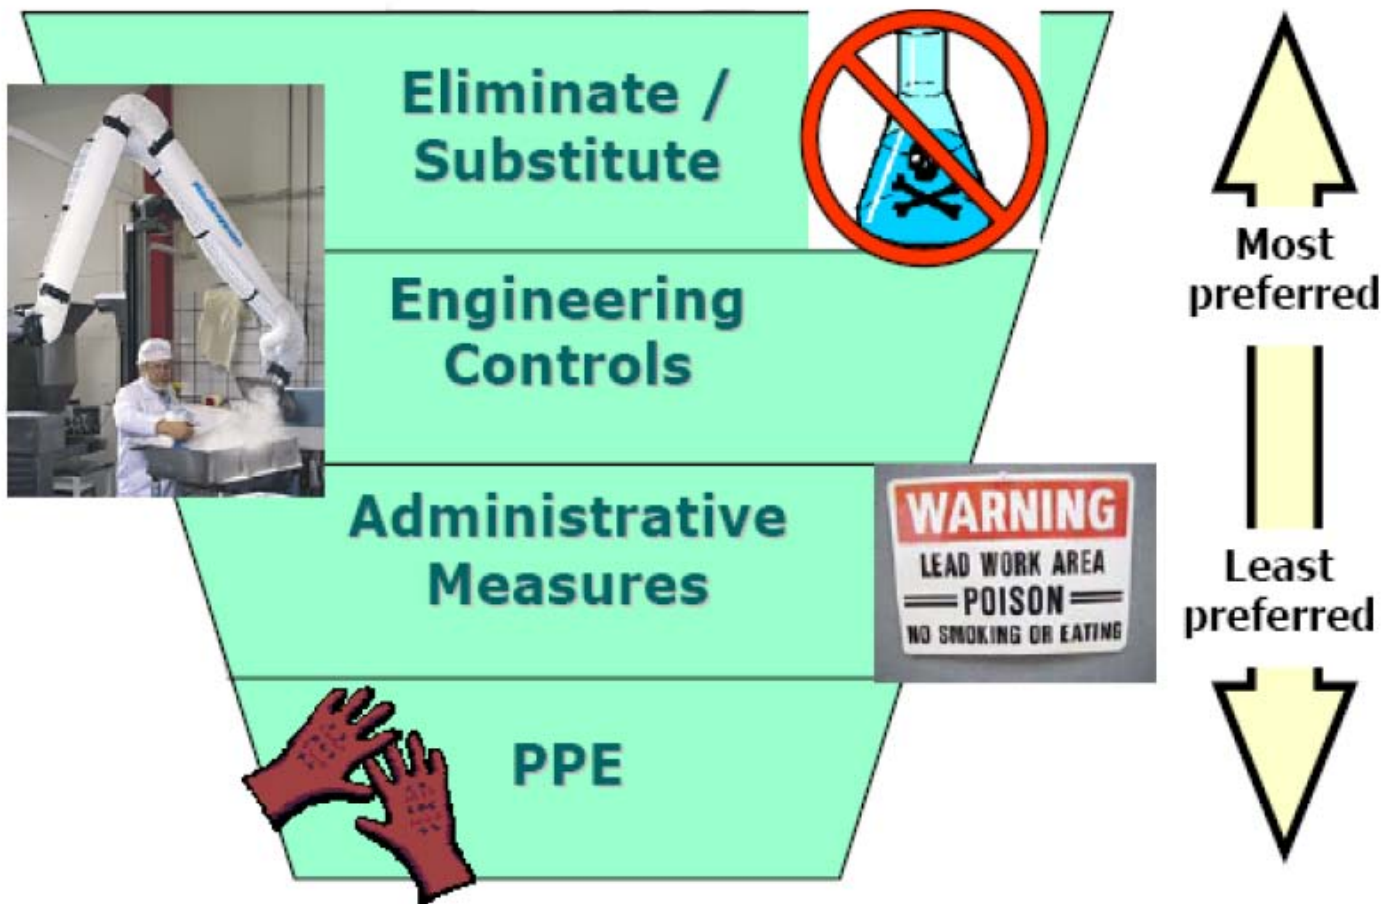 Eliminate /
Substitute
Engineering
Controls
Administrative
Measures
PPE
WARNING
LEAD WORK AREA
POISON
NO SMOKING OR EATING
Most
preferred
Least
preferred